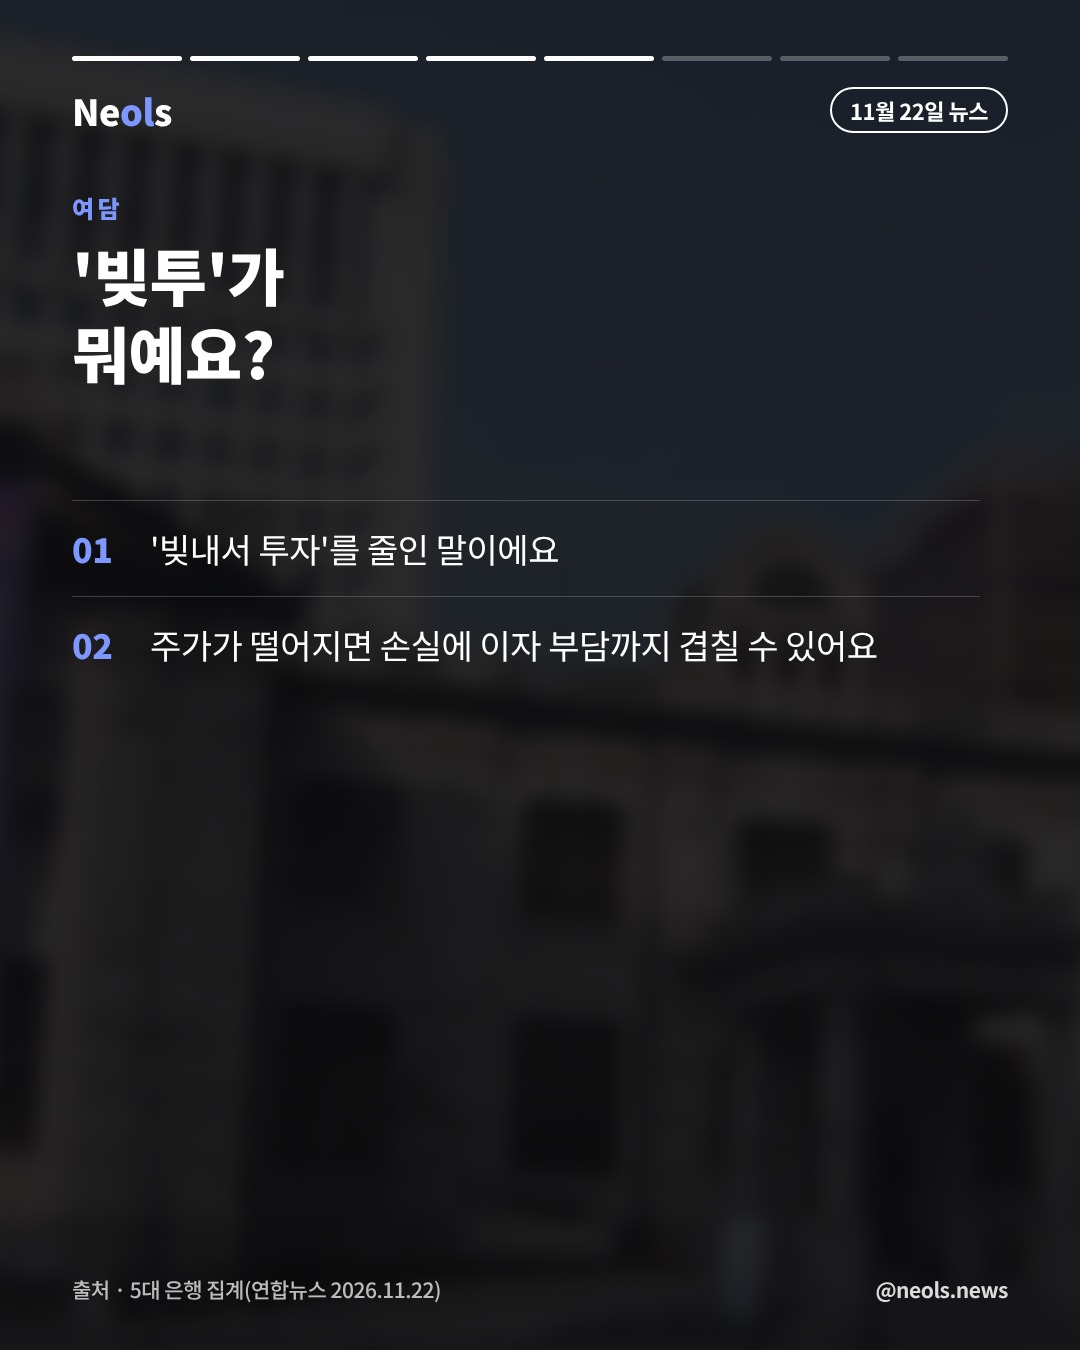 Neols
11월 22일 뉴스
여담
'빚투'가
뭐예요?
01 '빚내서 투자'를 줄인 말이에요
02 주가가 떨어지면 손실에 이자 부담까지 겹칠 수 있어요
출처 · 5대 은행 집계(연합뉴스 2026.11.22)
@neols.news